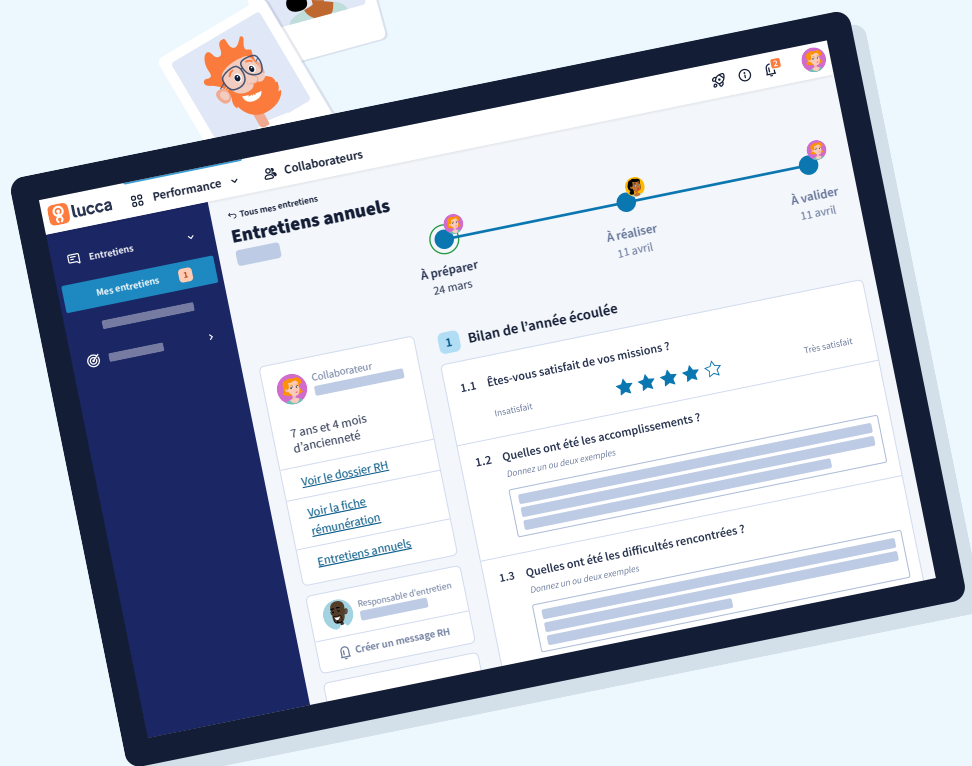 lucca
Performance
Collaborateurs
2
Entretiens
Mes entretiens
1
Tous mes entretiens
Entretiens annuels
À préparer
24 mars
À réaliser
11 avril
À valider
11 avril
Collaborateur
7 ans et 4 mois
d'ancienneté
Voir le dossier RH
Voir la fiche
rémunération
Entretiens annuels
Responsable d'entretien
Créer un message RH
1 Bilan de l'année écoulée
1.1 Êtes-vous satisfait de vos missions ?
Insatisfait
Très satisfait
1.2 Quelles ont été les accomplissements ?
Donnez un ou deux exemples
1.3 Quelles ont été les difficultés rencontrées ?
Donnez un ou deux exemples